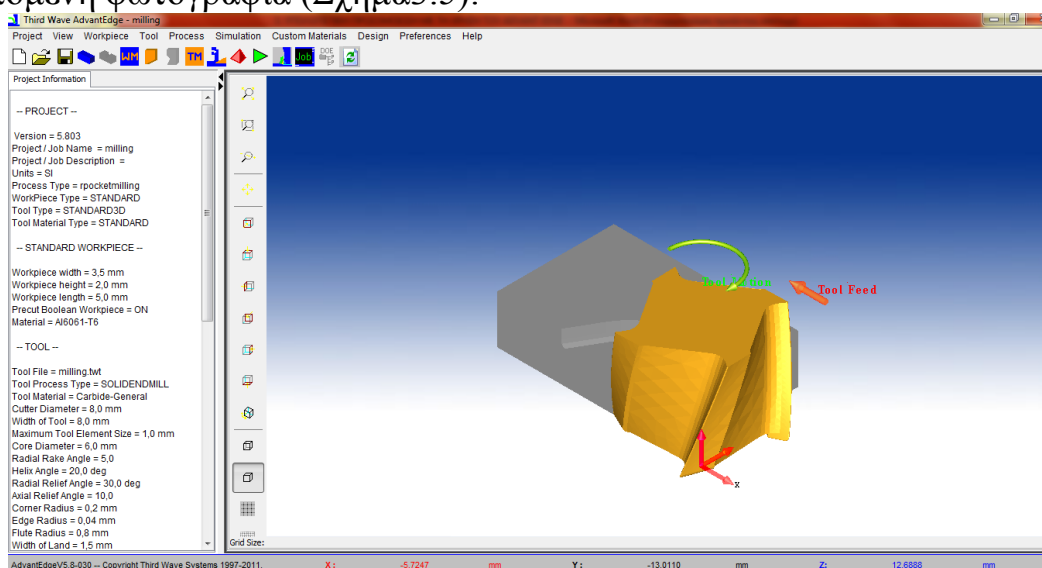 όμενη φωτογραφία (Σχήμα3.3).
Third Wave AdvantEdge - milling
Project View Workpiece Tool Process Simulation Custom Materials Design Preferences Help
WM TM Job DOE
Project Information
-- PROJECT --
Version = 5.803
Project / Job Name = milling
Project / Job Description =
Units = SI
Process Type = rpocketmilling
WorkPiece Type = STANDARD
Tool Type = STANDARD3D
Tool Material Type = STANDARD
-- STANDARD WORKPIECE --
Workpiece width = 3,5 mm
Workpiece height = 2,0 mm
Workpiece length = 5,0 mm
Precut Boolean Workpiece = ON
Material = Al6061-T6
-- TOOL --
Tool File = milling.twt
Tool Process Type = SOLIDENDMILL
Tool Material = Carbide-General
Cutter Diameter = 8,0 mm
Width of Tool = 8,0 mm
Maximum Tool Element Size = 1,0 mm
Core Diameter = 6,0 mm
Radial Rake Angle = 5,0
Helix Angle = 20,0 deg
Radial Relief Angle = 30,0 deg
Axial Relief Angle = 10,0
Corner Radius = 0,2 mm
Edge Radius = 0,04 mm
Flute Radius = 0,8 mm
Width of Land = 1,5 mm
Tool Feed
x
Grid Size:
AdvantEdgeV5.8-030 -- Copyright Third Wave Systems 1997-2011. X: -5.7247 mm Y: -13.0110 mm Z: 12.6888 mm